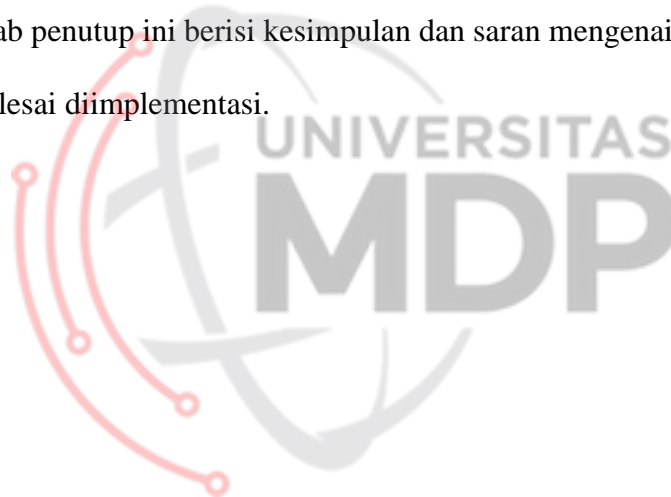 ab penutup ini berisi kesimpulan dan saran mengenai
lesai diimplementasi.
UNIVERSITAS
MDP